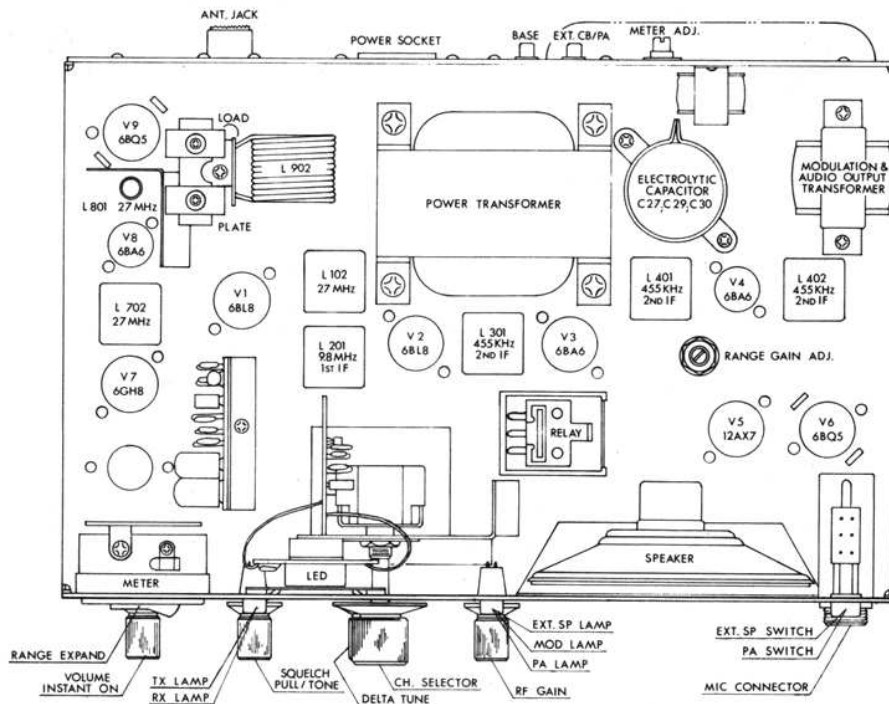 ANT. JACK
POWER SOCKET
BASE
EXT. CB/PA
METER ADJ.
V9
6BQ5
LOAD
L 902
L 801 27 MHz
PLATE
V8
6BA6
POWER TRANSFORMER
ELECTROLYTIC
CAPACITOR
C27, C29, C30
MODULATION &
AUDIO OUTPUT
TRANSFORMER
L 702
27 MHz
V1
6BL8
L 102
27 MHz
L 401
455 KHz
2ND IF
V4
6BA6
L 402
455 KHz
2ND IF
L 201
9.8 MHz
1ST IF
V2
6BL8
L 301
455 KHz
2ND IF
V3
6BA6
RANGE GAIN ADJ.
V7
6GH8
RELAY
V5
12AX7
V6
6BQ5
METER
LED
SPEAKER
RANGE EXPAND
VOLUME
INSTANT ON
TX LAMP
RX LAMP
SQUELCH
PULL/TONE
CH. SELECTOR
DELTA TUNE
EXT. SP LAMP
MOD LAMP
PA LAMP
RF GAIN
EXT. SP SWITCH
PA SWITCH
MIC CONNECTOR